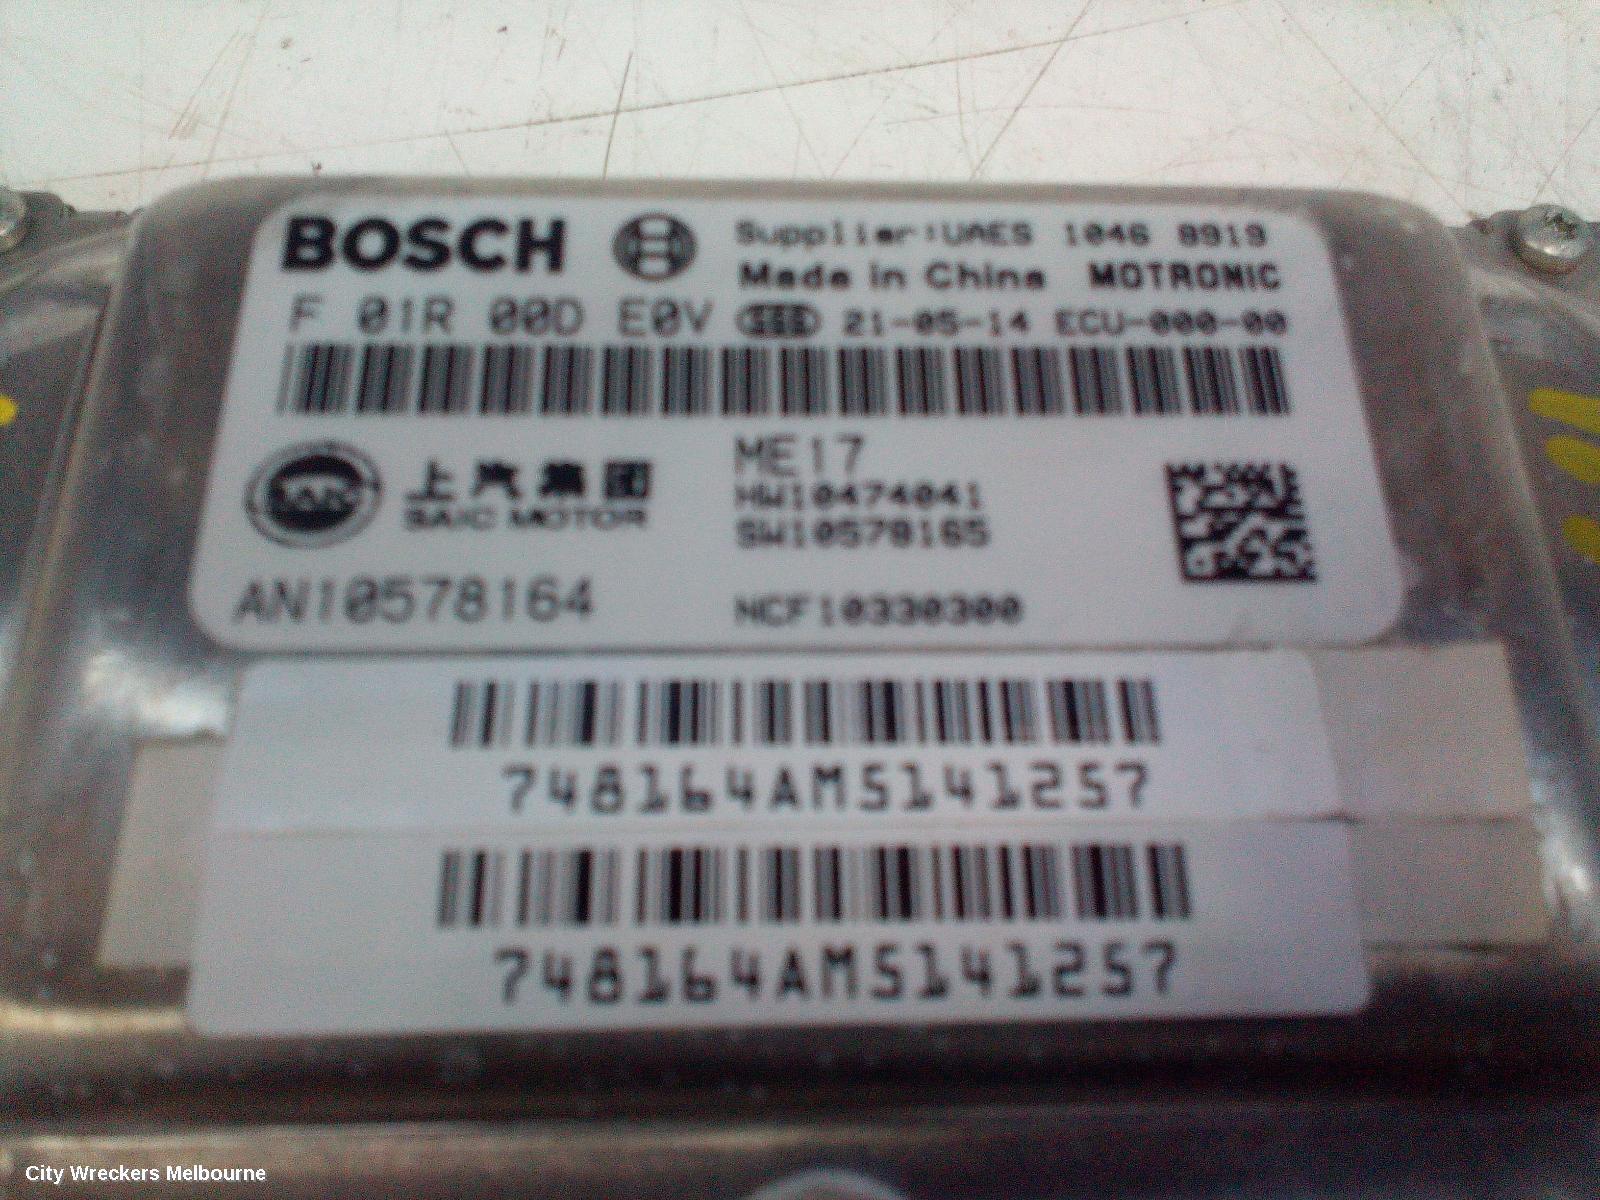 BOSCH Supplier:UAES 1046 8919
Made in China MOTRONIC
F 01R 00D E0V 21-05-14 ECU-000-00
ME17
上汽集团 HW10474041
SAIC MOTOR SW10578165
AN10578164 NCF10330300
748164AM5141257
748164AM5141257
City Wreckers Melbourne